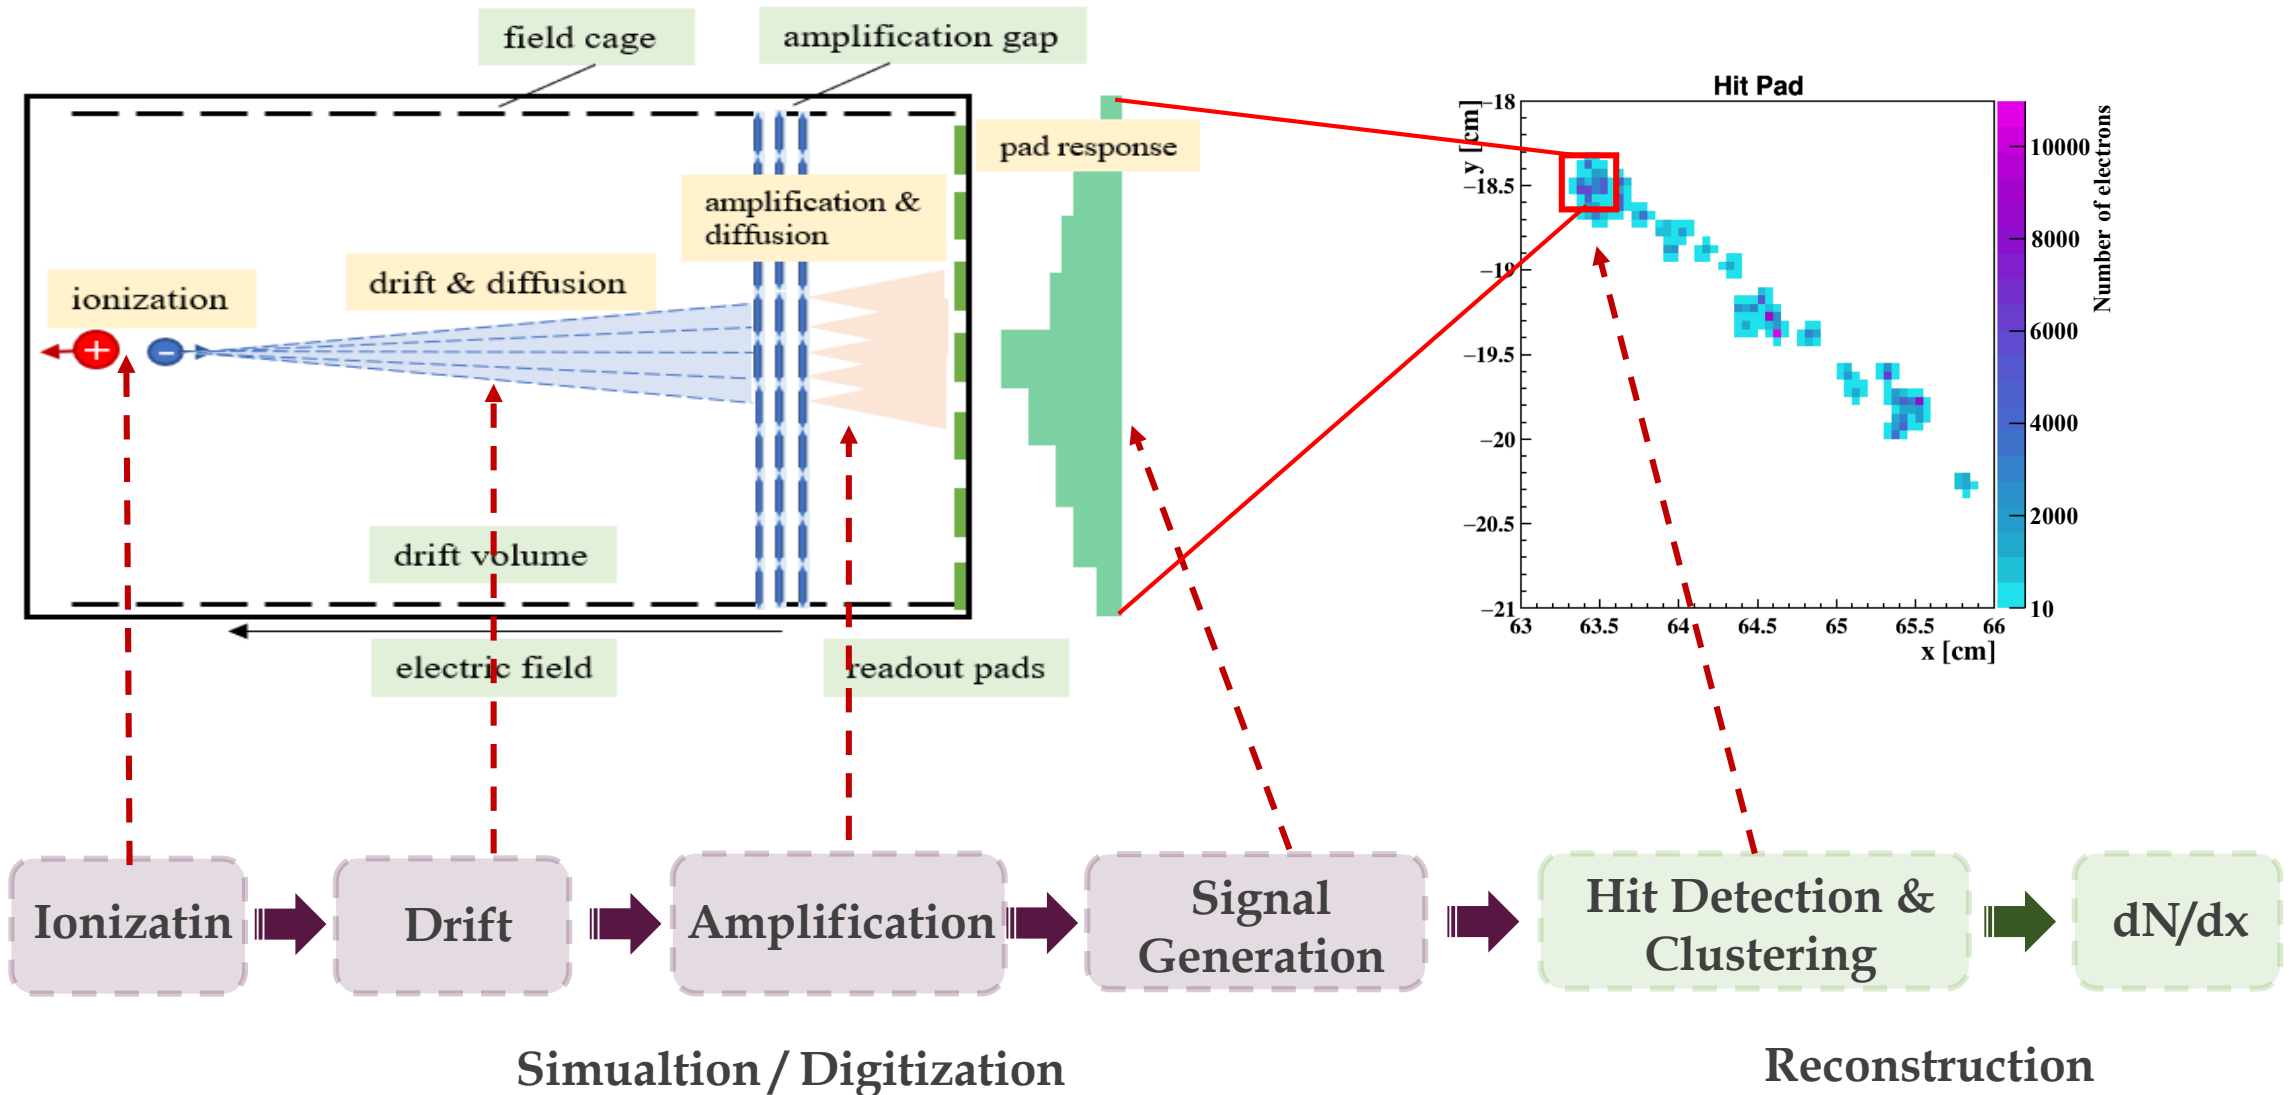 field cage
amplification gap
ionization
drift & diffusion
amplification &
diffusion
pad response
drift volume
electric field
readout pads
+
−
Hit Pad
y [cm]
−18
−18.5
−19
−19.5
−20
−20.5
−21
63
63.5
64
64.5
65
65.5
66
x [cm]
10000
8000
6000
4000
2000
10
Number of electrons
Ionizatin
Drift
Amplification
Signal
Generation
Hit Detection &
Clustering
dN/dx
Simualtion / Digitization
Reconstruction